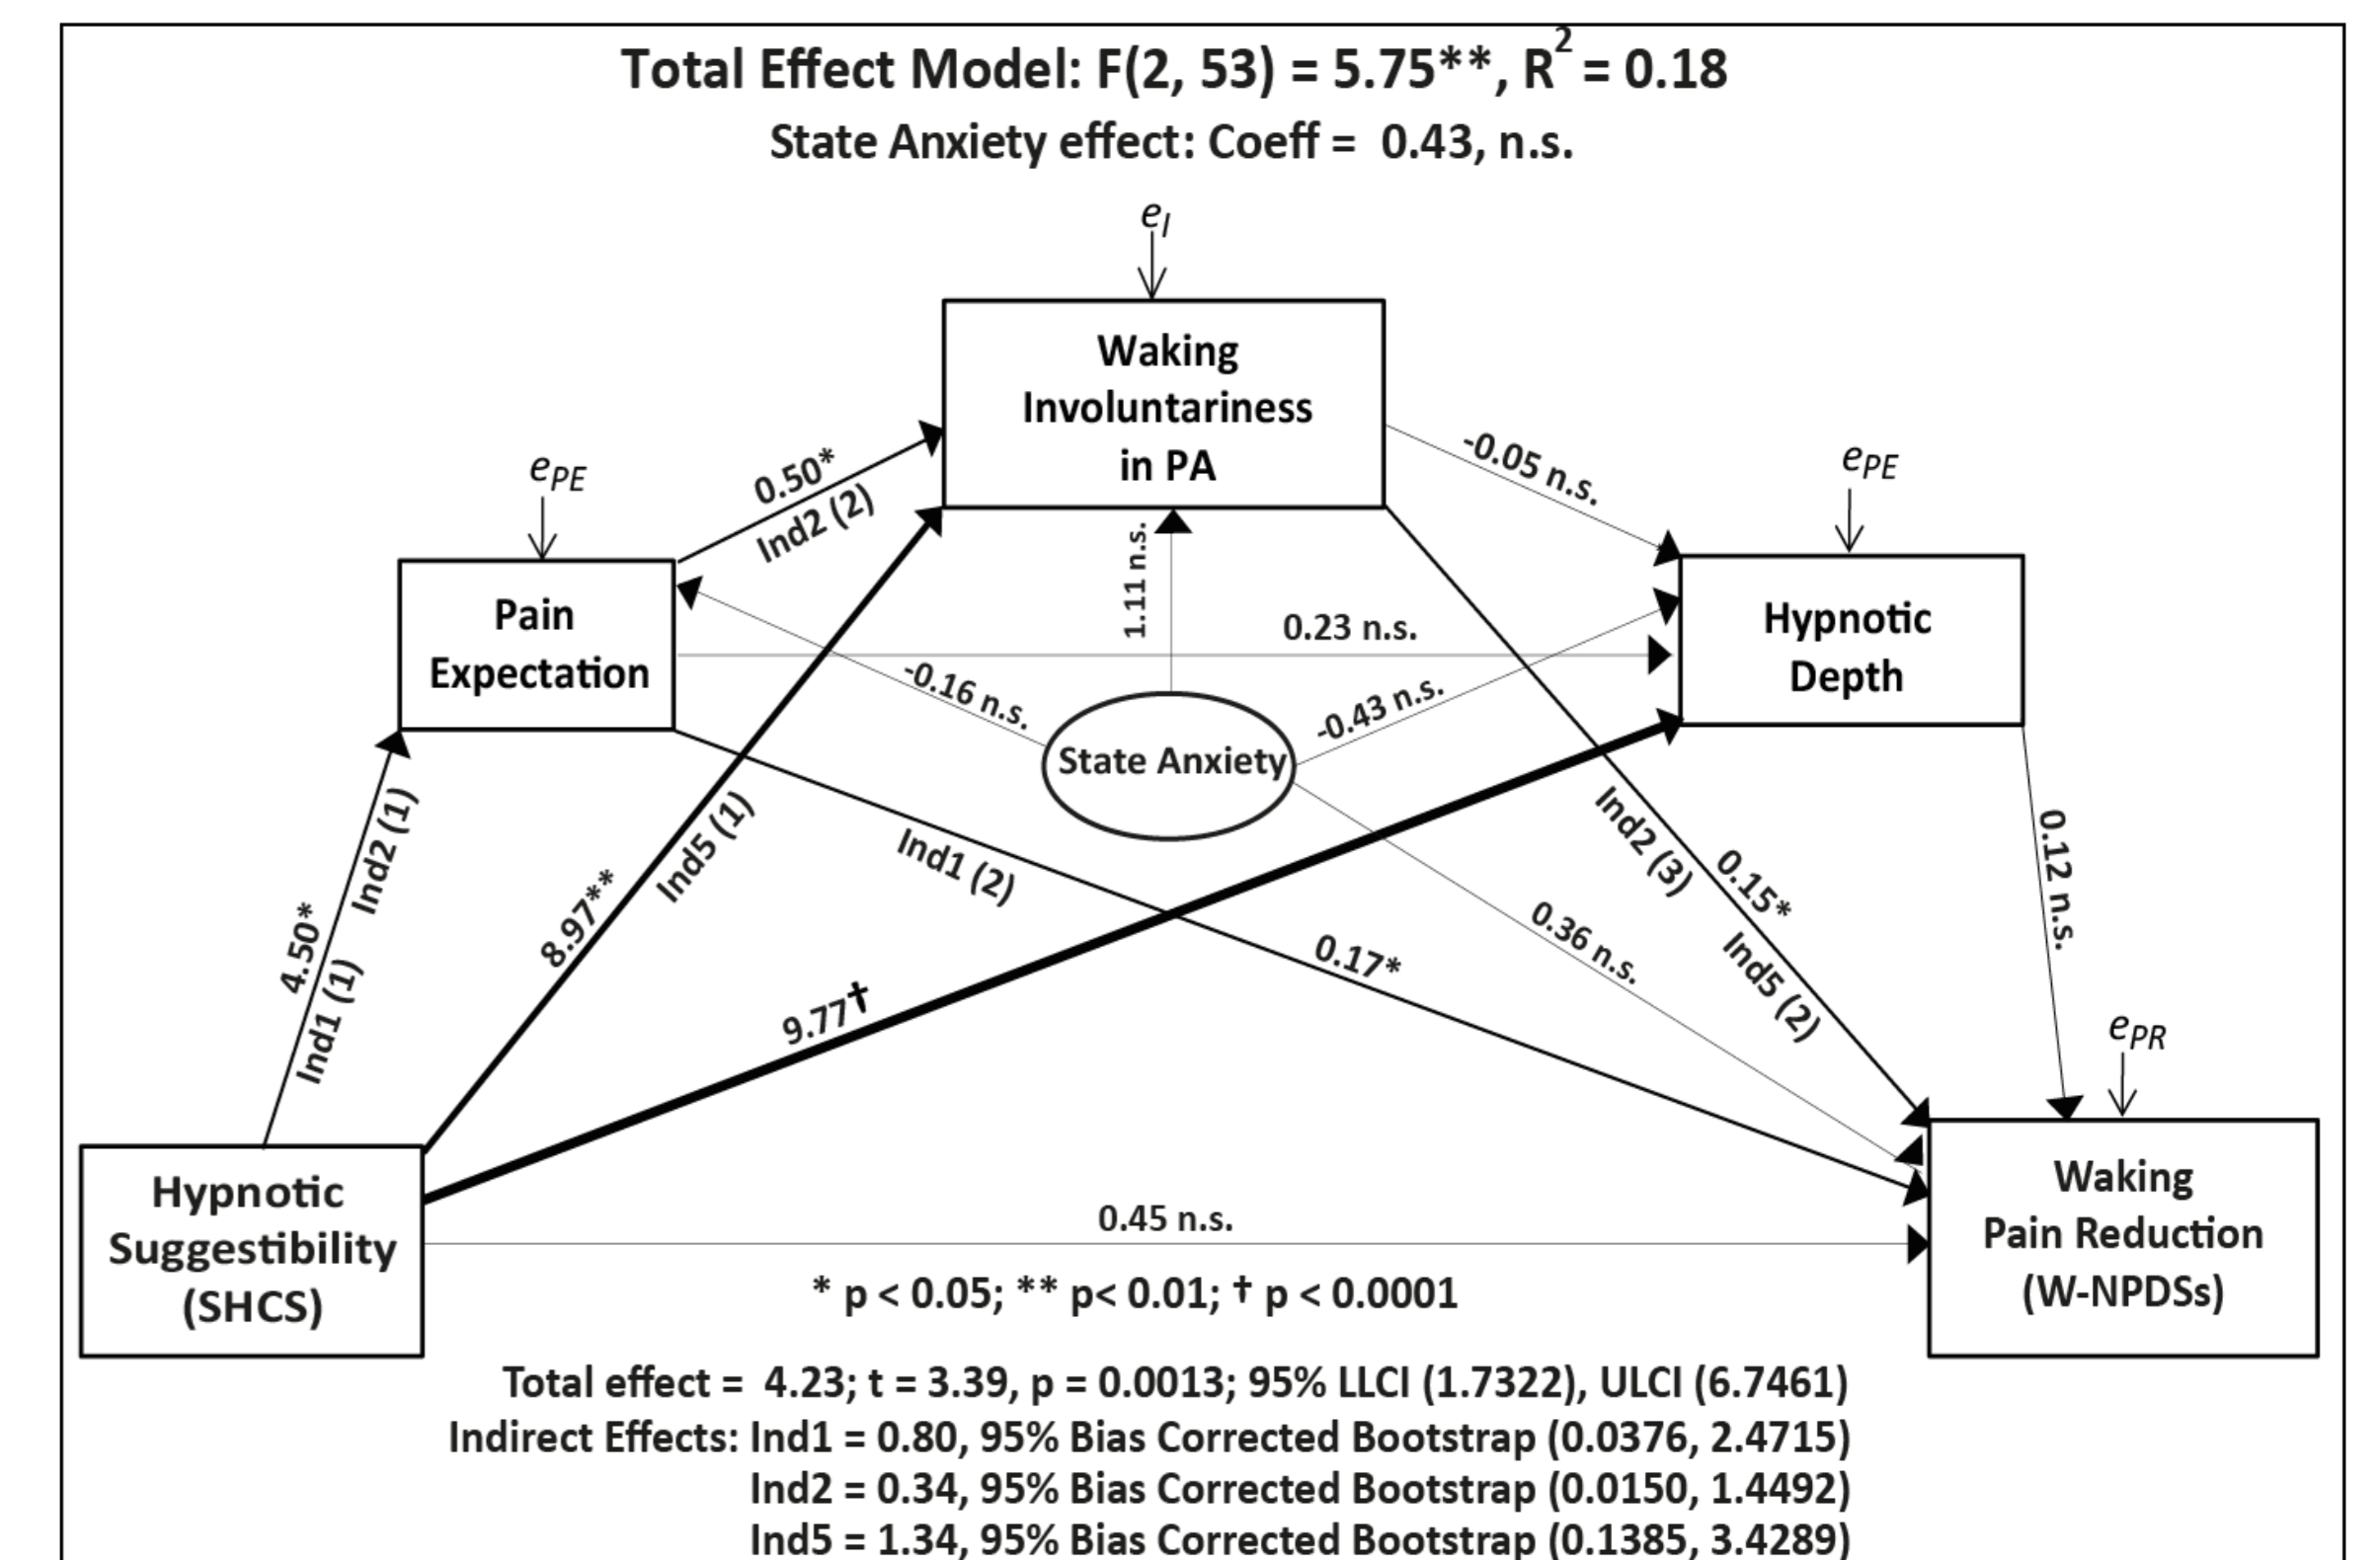 Total Effect Model: F(2, 53) = 5.75**, R² = 0.18
State Anxiety effect: Coeff = 0.43, n.s.
eI
Waking
Involuntariness
in PA
ePE
0.50*
Ind2 (2)
-0.05 n.s.
ePE
Pain
Expectation
1.11 n.s.
0.23 n.s.
Hypnotic
Depth
-0.16 n.s.
-0.43 n.s.
State Anxiety
4.50*
Ind1 (1)
Ind2 (1)
8.97**
Ind5 (1)
Ind1 (2)
0.17*
9.77†
Ind2 (3)
0.15*
Ind5 (2)
0.36 n.s.
0.12 n.s.
ePR
Hypnotic
Suggestibility
(SHCS)
0.45 n.s.
Waking
Pain Reduction
(W-NPDSs)
* p < 0.05; ** p< 0.01; † p < 0.0001
Total effect = 4.23; t = 3.39, p = 0.0013; 95% LLCI (1.7322), ULCI (6.7461)
Indirect Effects: Ind1 = 0.80, 95% Bias Corrected Bootstrap (0.0376, 2.4715)
Ind2 = 0.34, 95% Bias Corrected Bootstrap (0.0150, 1.4492)
Ind5 = 1.34, 95% Bias Corrected Bootstrap (0.1385, 3.4289)